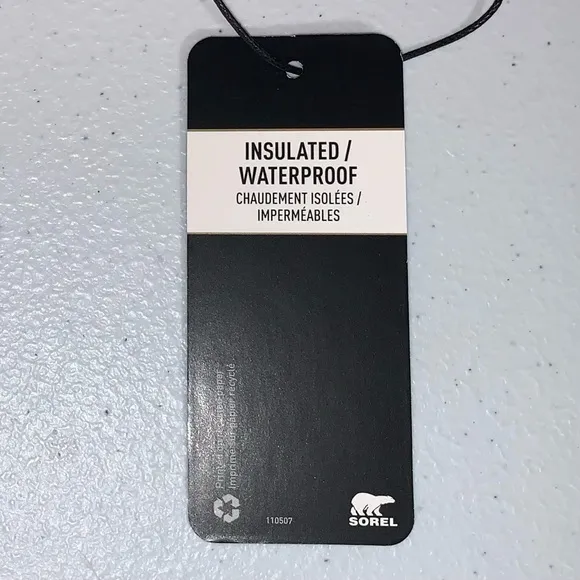 INSULATED /
WATERPROOF
CHAUDEMENT ISOLÉES /
IMPERMÉABLES
Printed on recycled paper
Imprimé sur papier recyclé
110507
SOREL